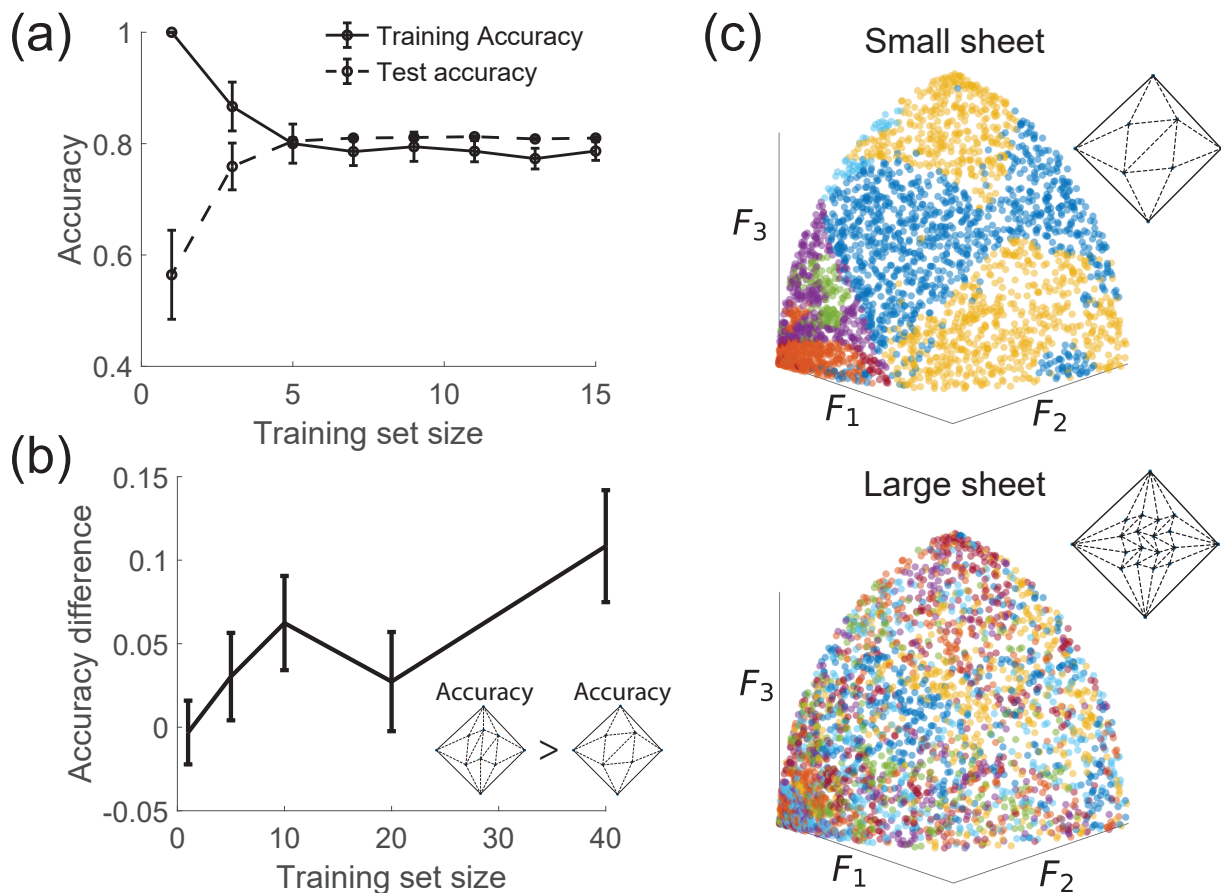 (a)
1
0.8
0.6
0.4
Accuracy
Training Accuracy
Test accuracy
0
5
10
15
Training set size
(b)
0.15
0.1
0.05
0
-0.05
Accuracy difference
Accuracy > Accuracy
0
10
20
30
40
Training set size
(c)
Small sheet
F3
F1
F2
Large sheet
F3
F1
F2